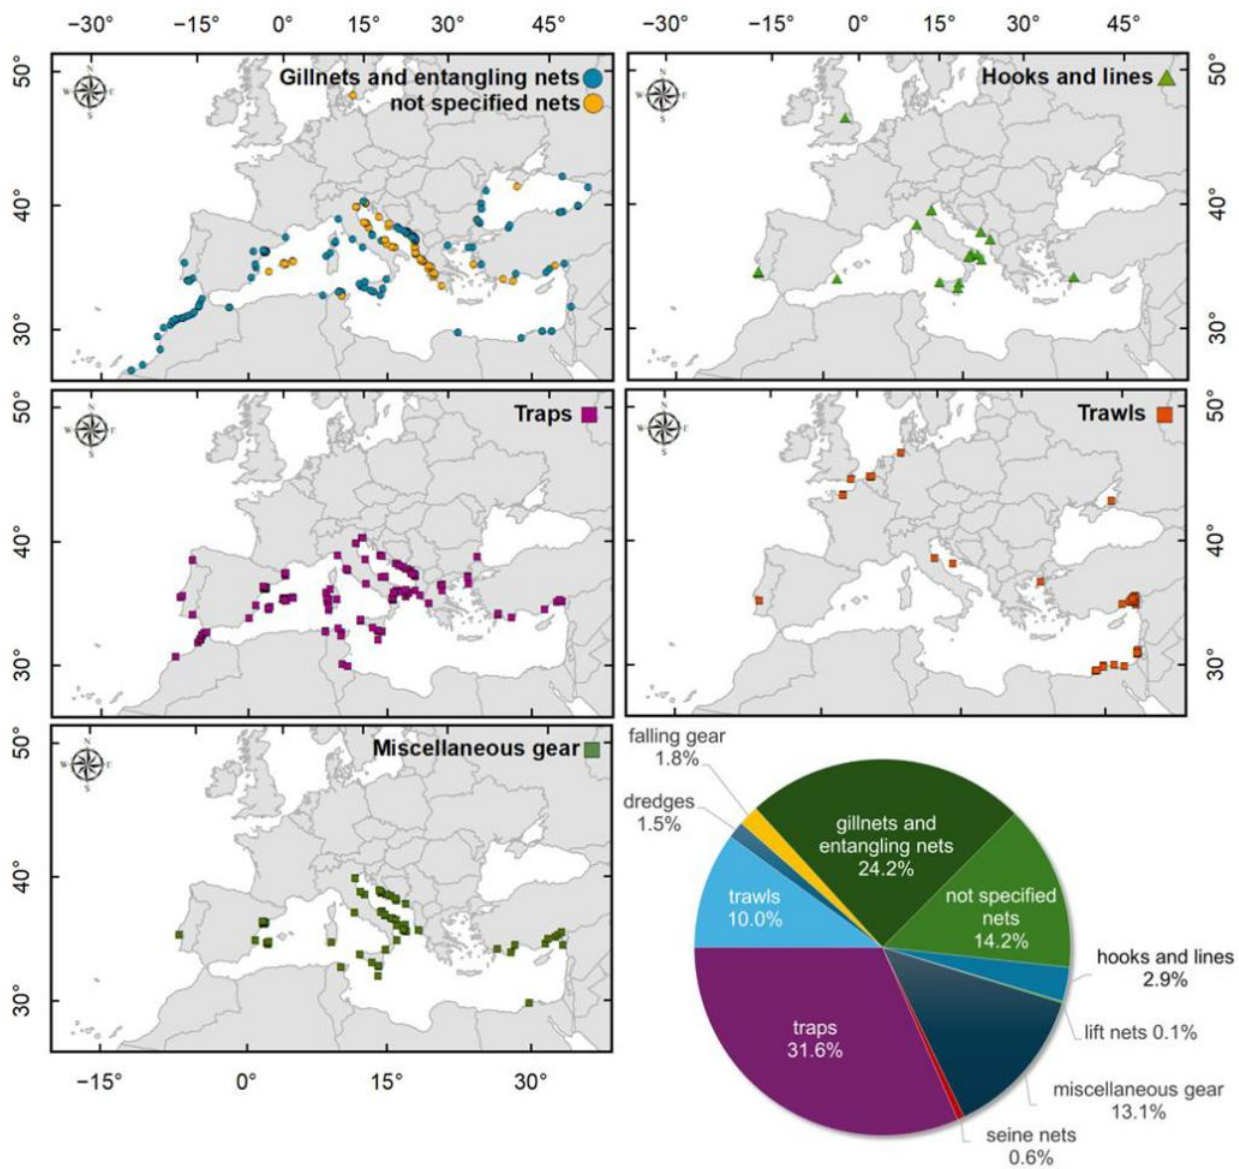 −30° −15° 0° 15° 30° 45° −15° 0° 15° 30° 45°
50°
40°
30°
N
W E
S
Gillnets and entangling nets
not specified nets
N
W E
S
Hooks and lines
50°
40°
30°
50°
40°
30°
N
W E
S
Traps
N
W E
S
Trawls
50°
40°
30°
50°
40°
30°
N
W E
S
Miscellaneous gear
−15° 0° 15° 30°
falling gear
1.8%
dredges
1.5%
gillnets and
entangling nets
24.2%
not specified
nets
14.2%
trawls
10.0%
hooks and lines
2.9%
lift nets 0.1%
traps
31.6%
miscellaneous gear
13.1%
seine nets
0.6%